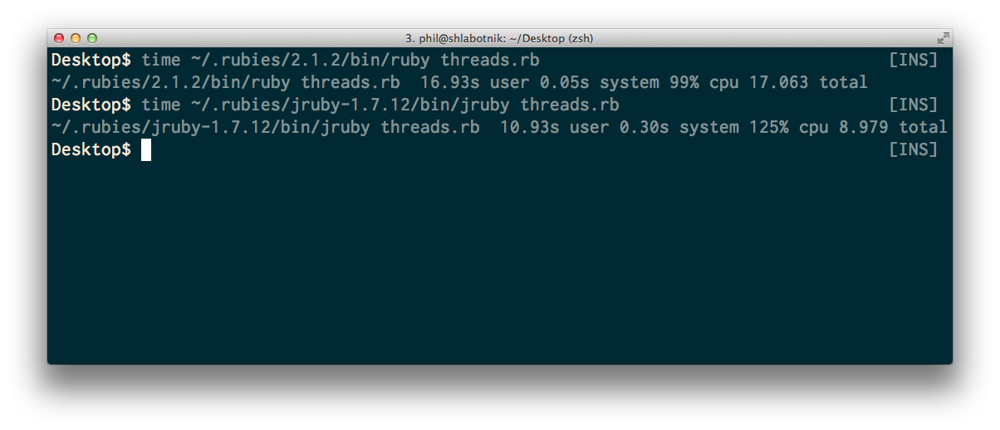 3. phil@shlabotnik: ~/Desktop (zsh)
Desktop$ time ~/.rubies/2.1.2/bin/ruby threads.rb [INS]
~/.rubies/2.1.2/bin/ruby threads.rb  16.93s user 0.05s system 99% cpu 17.063 total
Desktop$ time ~/.rubies/jruby-1.7.12/bin/jruby threads.rb [INS]
~/.rubies/jruby-1.7.12/bin/jruby threads.rb  10.93s user 0.30s system 125% cpu 8.979 total
Desktop$ [INS]